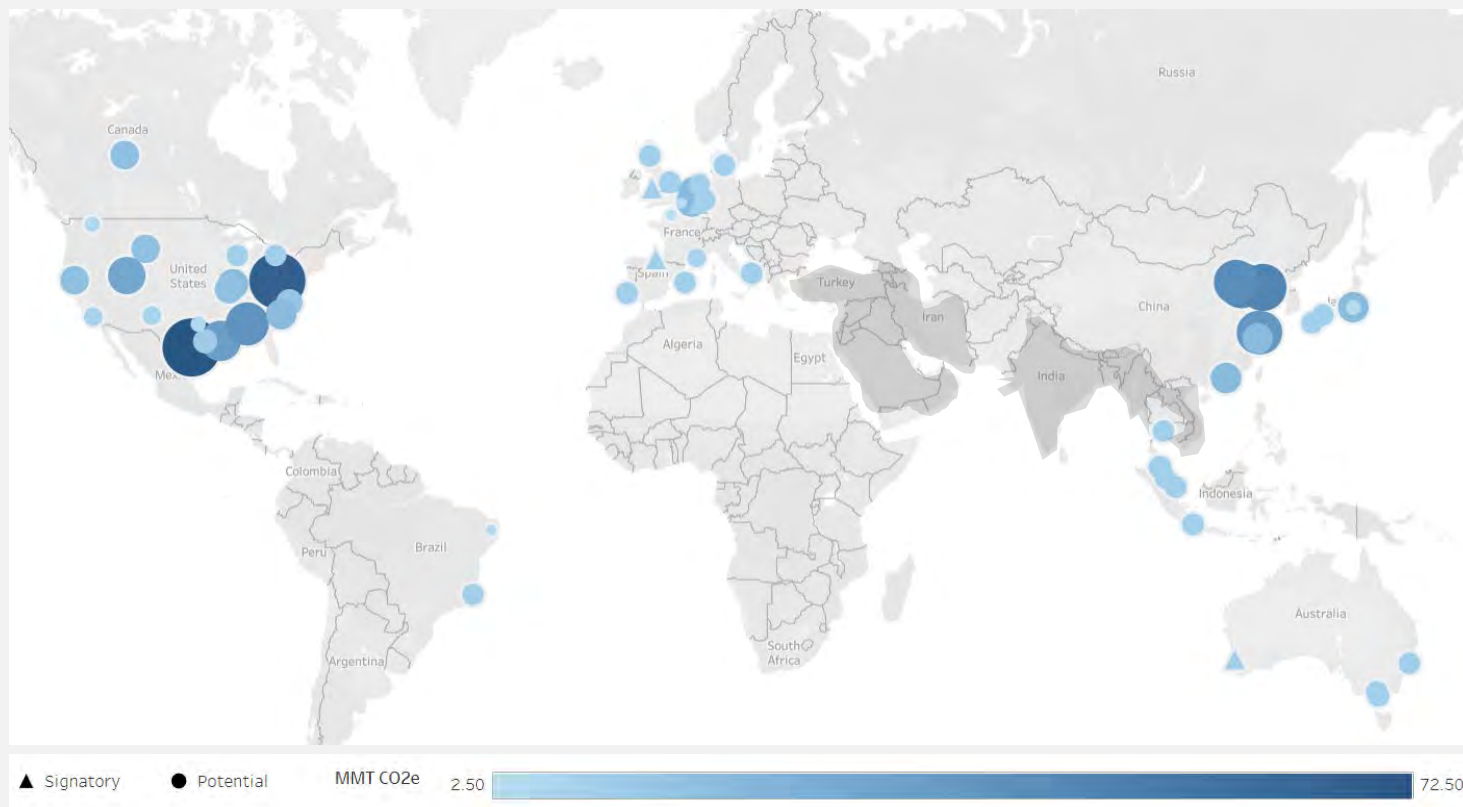 Russia
Canada
France
United
States
Spain
Turkey
China
Iran
Algeria
Egypt
India
Colombia
Indonesia
Brazil
Peru
Australia
South
Africa
Argentina
Signatory
Potential
MMT CO2e
2.50
72.50